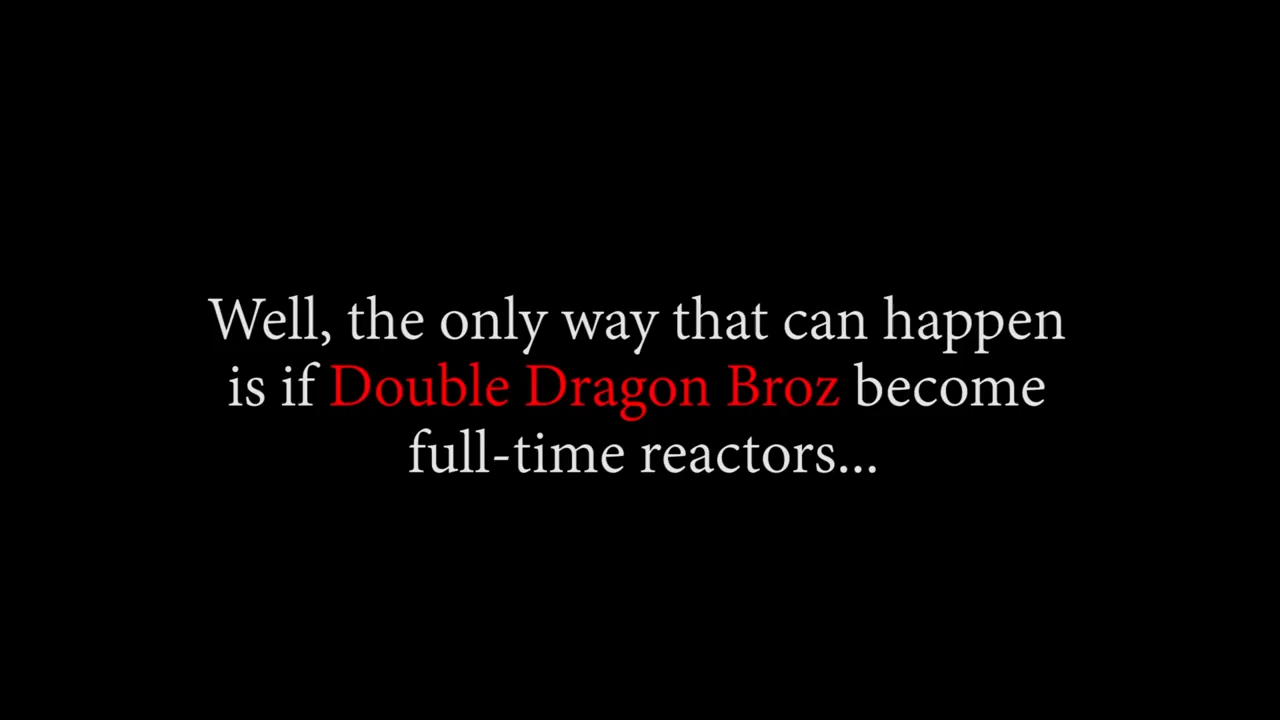 Well, the only way that can happen
is if Double Dragon Broz become
full-time reactors...